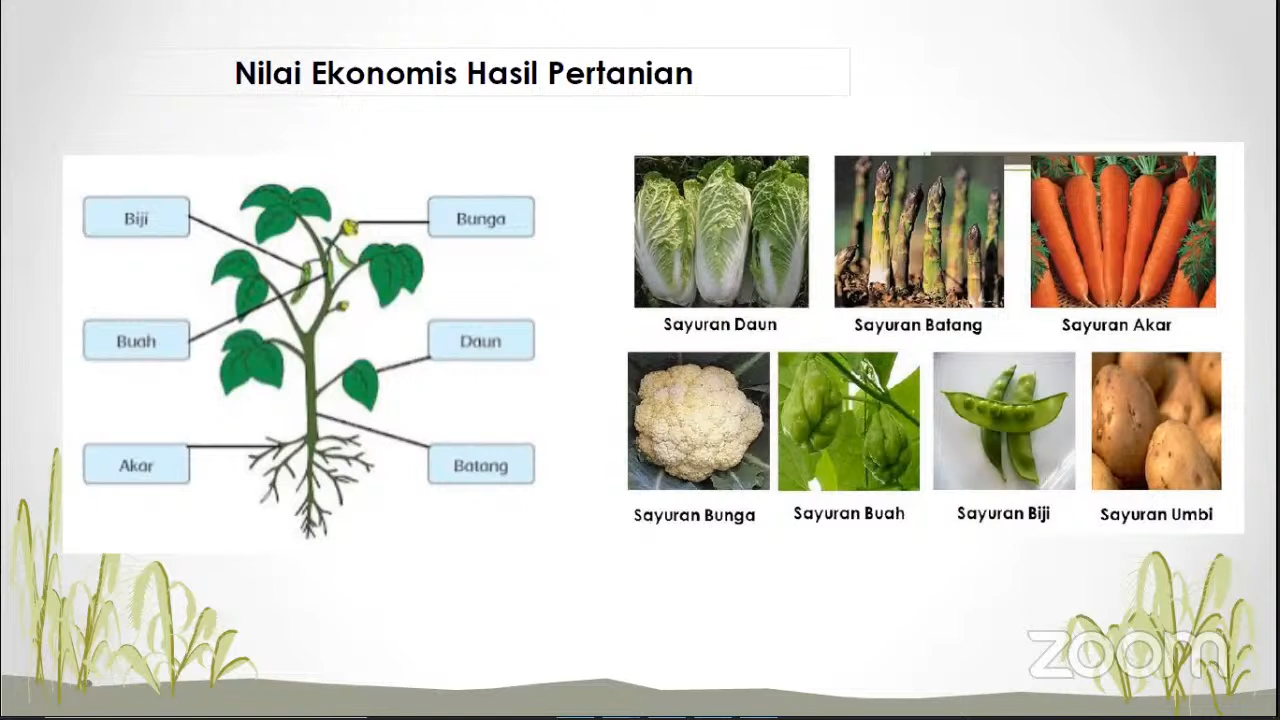 Nilai Ekonomis Hasil Pertanian
Biji
Bunga
Buah
Daun
Akar
Batang
Sayuran Daun
Sayuran Batang
Sayuran Akar
Sayuran Bunga
Sayuran Buah
Sayuran Biji
Sayuran Umbi
zoom